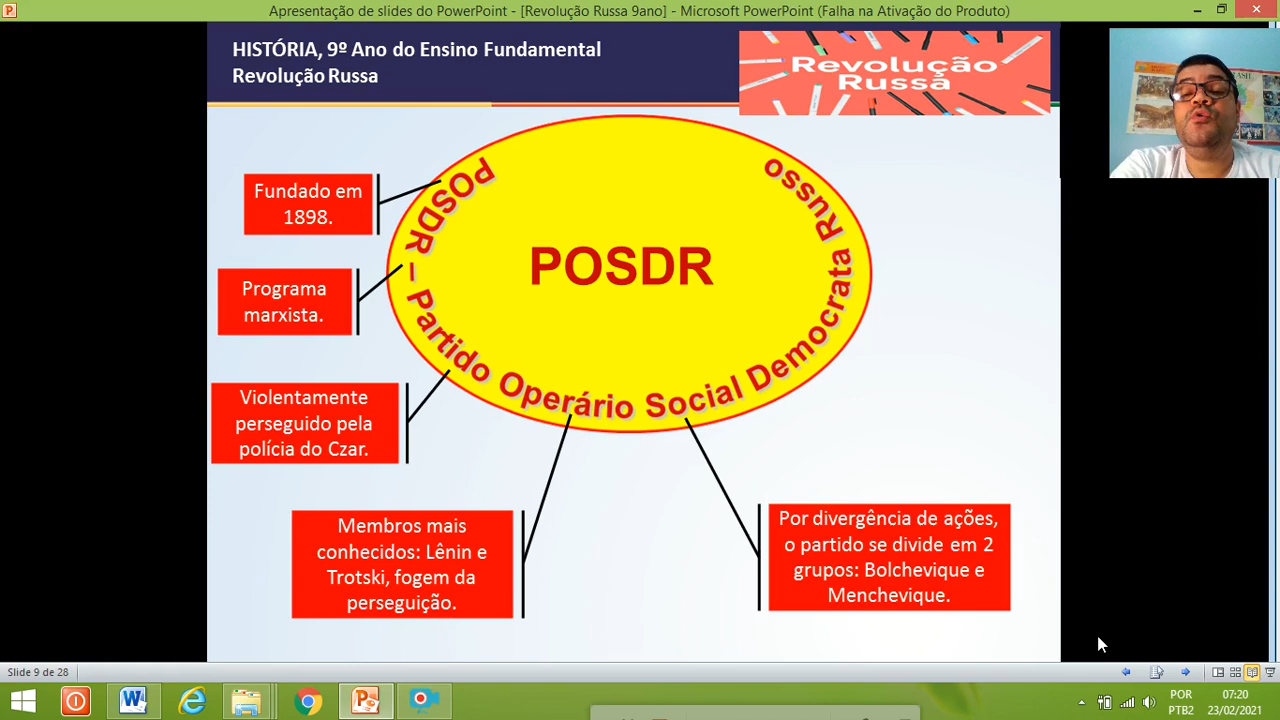 Apresentação de slides do PowerPoint - [Revolução Russa 9ano] - Microsoft PowerPoint (Falha na Ativação do Produto)
HISTÓRIA, 9º Ano do Ensino Fundamental
Revolução Russa
Revolução
Russa
Fundado em
1898.
Programa
marxista.
Violentamente
perseguido pela
polícia do Czar.
POSDR
POSDR – Partido Operário Social Democrata Russo
Membros mais
conhecidos: Lênin e
Trotski, fogem da
perseguição.
Por divergência de ações,
o partido se divide em 2
grupos: Bolchevique e
Menchevique.
Slide 9 de 28
POR
PTB2
07:20
23/02/2021